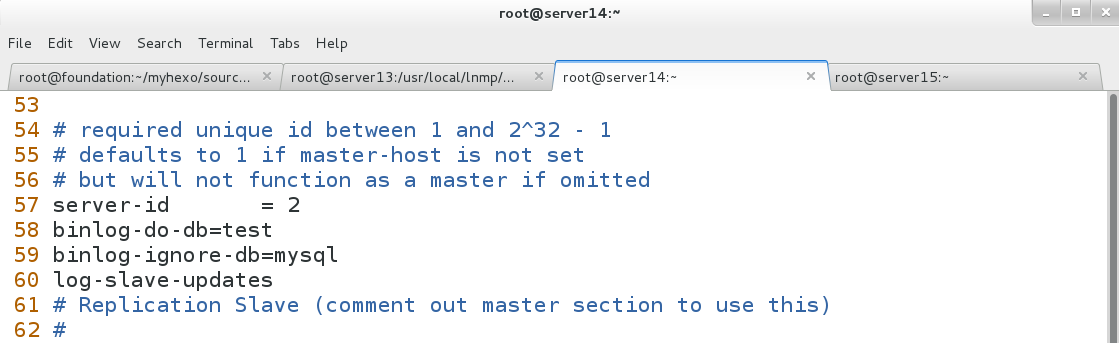 root@server14:~
File Edit View Search Terminal Tabs Help
root@foundation:~/myhexo/sourc... root@server13:/usr/local/lnmp/... root@server14:~ root@server15:~
53
54 # required unique id between 1 and 2^32 - 1
55 # defaults to 1 if master-host is not set
56 # but will not function as a master if omitted
57 server-id       = 2
58 binlog-do-db=test
59 binlog-ignore-db=mysql
60 log-slave-updates
61 # Replication Slave (comment out master section to use this)
62 #